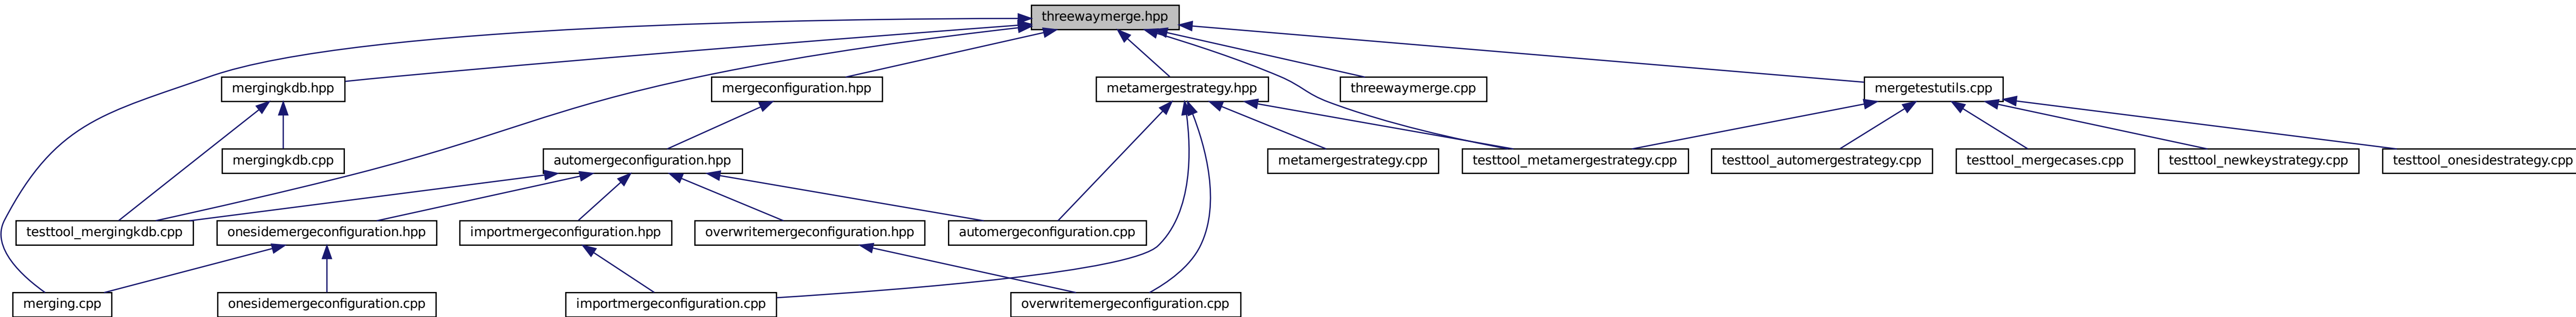 threewaymerge.hpp
mergingkdb.hpp
mergeconfiguration.hpp
metamergestrategy.hpp
threewaymerge.cpp
mergetestutils.cpp
mergingkdb.cpp
automergeconfiguration.hpp
metamergestrategy.cpp
testtool_metamergestrategy.cpp
testtool_automergestrategy.cpp
testtool_mergecases.cpp
testtool_newkeystrategy.cpp
testtool_onesidestrategy.cpp
testtool_mergingkdb.cpp
onesidemergeconfiguration.hpp
importmergeconfiguration.hpp
overwritemergeconfiguration.hpp
automergeconfiguration.cpp
merging.cpp
onesidemergeconfiguration.cpp
importmergeconfiguration.cpp
overwritemergeconfiguration.cpp